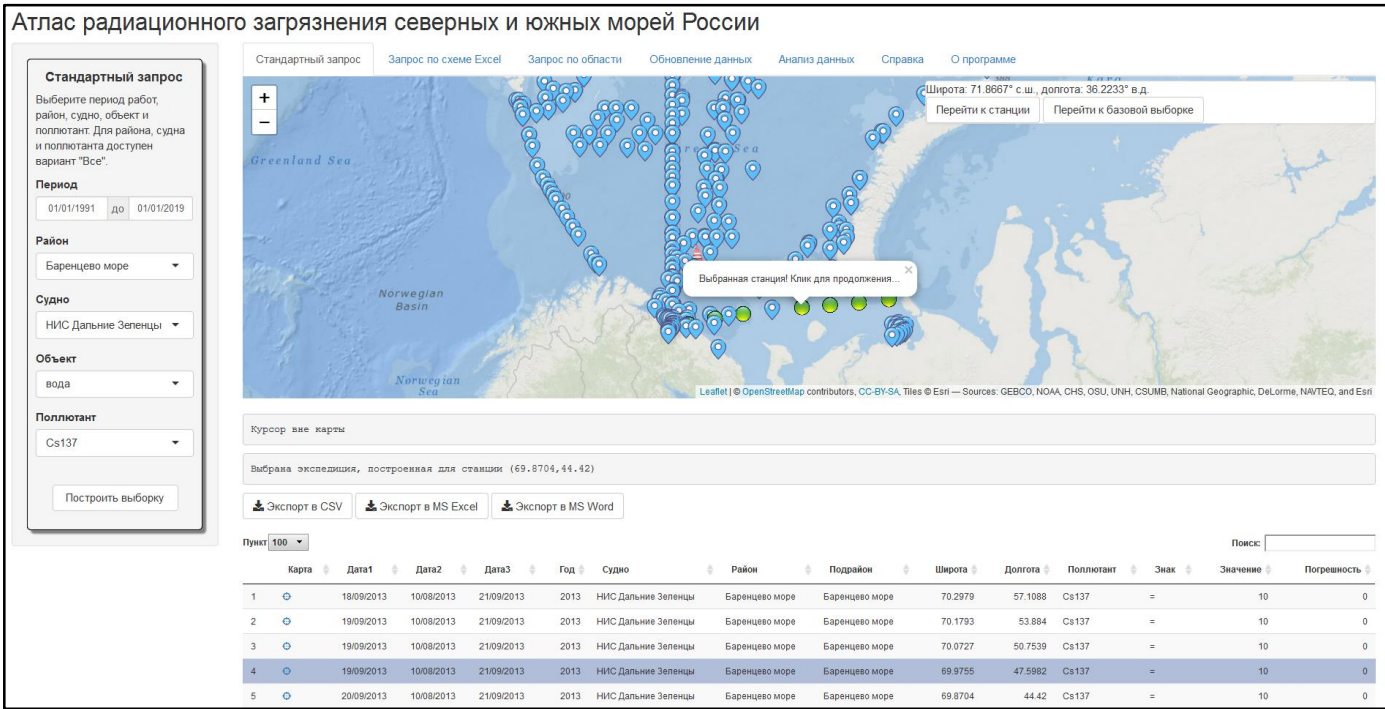 Атлас радиационного загрязнения северных и южных морей России
Стандартный запрос
Выберите период работ,
район, судно, объект и
поллютант. Для района, судна
и поллютанта доступен
вариант "Все".
Период
01/01/1991 до 01/01/2019
Район
Баренцево море
Судно
НИС Дальние Зеленцы
Объект
вода
Поллютант
Cs137
Построить выборку
Стандартный запрос Запрос по схеме Excel Запрос по области Обновление данных Анализ данных Справка О программе
+
−
Широта: 71.8667° с.ш., долгота: 36.2233° в.д.
Перейти к станции Перейти к базовой выборке
Kara
Greenland Sea
Sea
Norwegian
Basin
Norwegian
Sea
Выбранная станция! Клик для продолжения...
×
Leaflet | © OpenStreetMap contributors, CC-BY-SA, Tiles © Esri — Sources: GEBCO, NOAA, CHS, OSU, UNH, CSUMB, National Geographic, DeLorme, NAVTEQ, and Esri
Курсор вне карты
Выбрана экспедиция, построенная для станции (69.8704,44.42)
Экспорт в CSV Экспорт в MS Excel Экспорт в MS Word
Пункт 100 Поиск:
Карта Дата1 Дата2 Дата3 Год Судно Район Подрайон Широта Долгота Поллютант Знак Значение Погрешность
1 18/09/2013 10/08/2013 21/09/2013 2013 НИС Дальние Зеленцы Баренцево море Баренцево море 70.2979 57.1088 Cs137 = 10 0
2 19/09/2013 10/08/2013 21/09/2013 2013 НИС Дальние Зеленцы Баренцево море Баренцево море 70.1793 53.884 Cs137 = 10 0
3 19/09/2013 10/08/2013 21/09/2013 2013 НИС Дальние Зеленцы Баренцево море Баренцево море 70.0727 50.7539 Cs137 = 10 0
4 19/09/2013 10/08/2013 21/09/2013 2013 НИС Дальние Зеленцы Баренцево море Баренцево море 69.9755 47.5982 Cs137 = 10 0
5 20/09/2013 10/08/2013 21/09/2013 2013 НИС Дальние Зеленцы Баренцево море Баренцево море 69.8704 44.42 Cs137 = 10 0